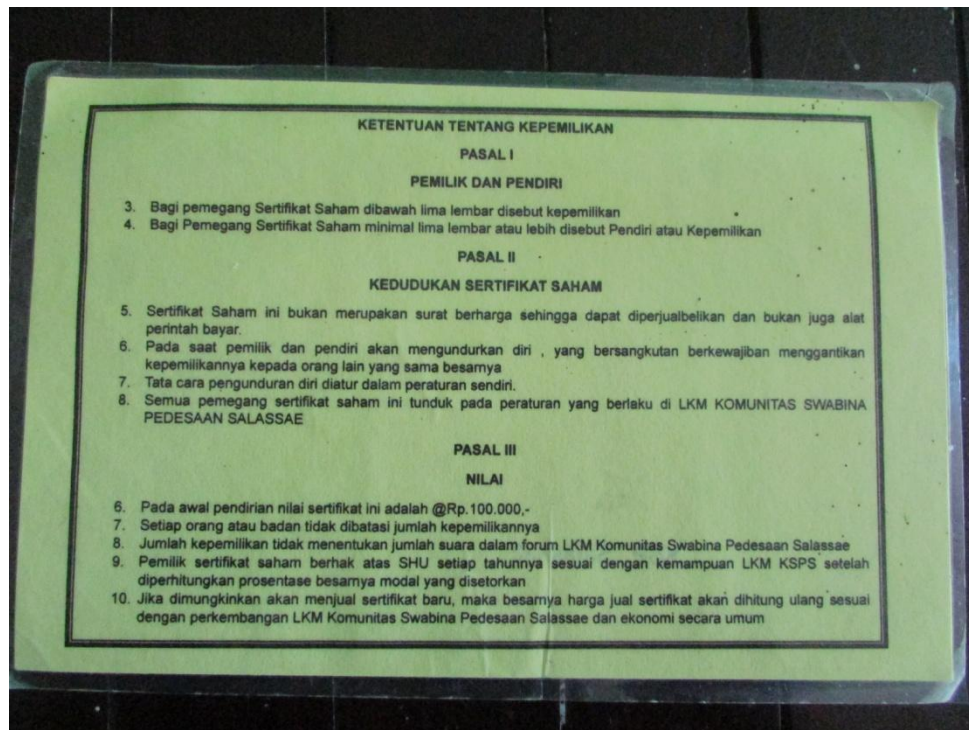 KETENTUAN TENTANG KEPEMILIKAN
PASAL I
PEMILIK DAN PENDIRI
3. Bagi pemegang Sertifikat Saham dibawah lima lembar disebut kepemilikan
4. Bagi Pemegang Sertifikat Saham minimal lima lembar atau lebih disebut Pendiri atau Kepemilikan
PASAL II
KEDUDUKAN SERTIFIKAT SAHAM
5. Sertifikat Saham ini bukan merupakan surat berharga sehingga dapat diperjualbelikan dan bukan juga alat
perintah bayar.
6. Pada saat pemilik dan pendiri akan mengundurkan diri , yang bersangkutan berkewajiban menggantikan
kepemilikannya kepada orang lain yang sama besarnya
7. Tata cara pengunduran diri diatur dalam peraturan sendiri.
8. Semua pemegang sertifikat saham ini tunduk pada peraturan yang berlaku di LKM KOMUNITAS SWABINA
PEDESAAN SALASSAE
PASAL III
NILAI
6. Pada awal pendirian nilai sertifikat ini adalah @Rp.100.000,-
7. Setiap orang atau badan tidak dibatasi jumlah kepemilikannya
8. Jumlah kepemilikan tidak menentukan jumlah suara dalam forum LKM Komunitas Swabina Pedesaan Salassae
9. Pemilik sertifikat saham berhak atas SHU setiap tahunnya sesuai dengan kemampuan LKM KSPS setelah
diperhitungkan prosentase besarnya modal yang disetorkan
10. Jika dimungkinkan akan menjual sertifikat baru, maka besarnya harga jual sertifikat akan dihitung ulang sesuai
dengan perkembangan LKM Komunitas Swabina Pedesaan Salassae dan ekonomi secara umum